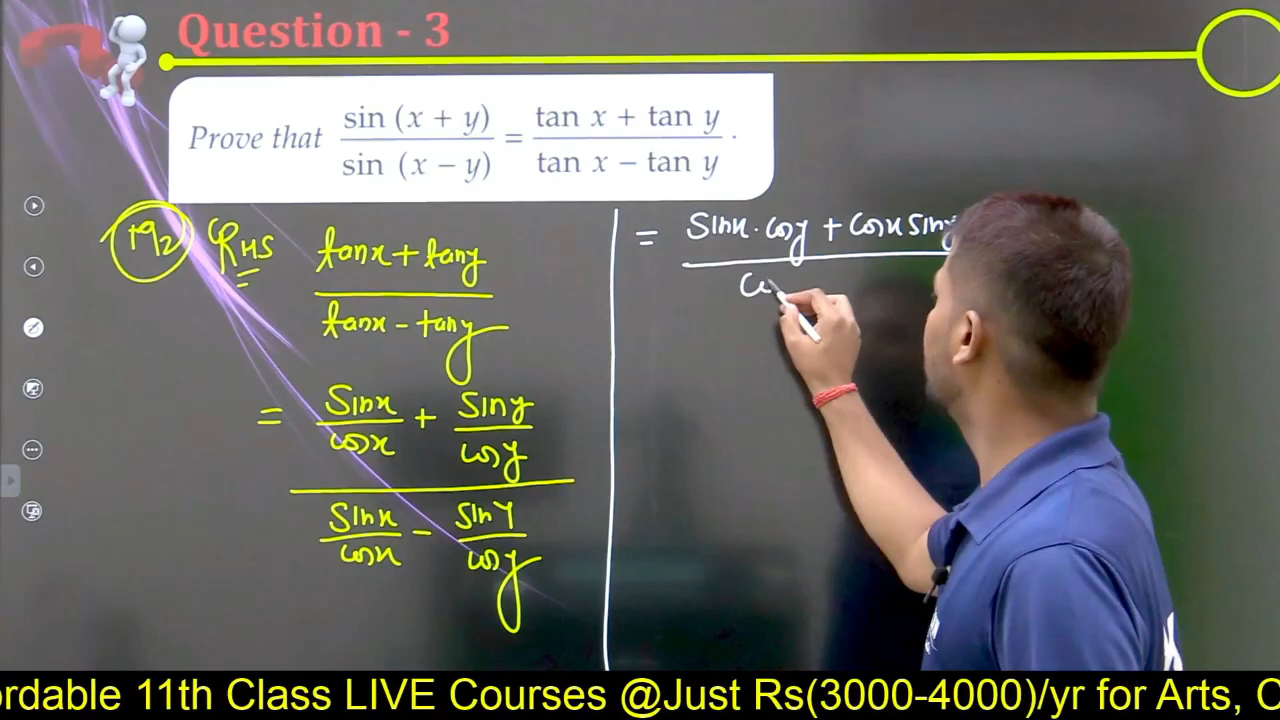 Question - 3
Prove that sin (x + y) / sin (x − y) = tan x + tan y / tan x − tan y .
RHS
tanx + tany
tanx - tany
= Sinx/cosx + Siny/cosy
Sinx/cosx - sinY/cosy
= Sinx · cosy + Cosx siny
Co
ordable 11th Class LIVE Courses @Just Rs(3000-4000)/yr for Arts, C